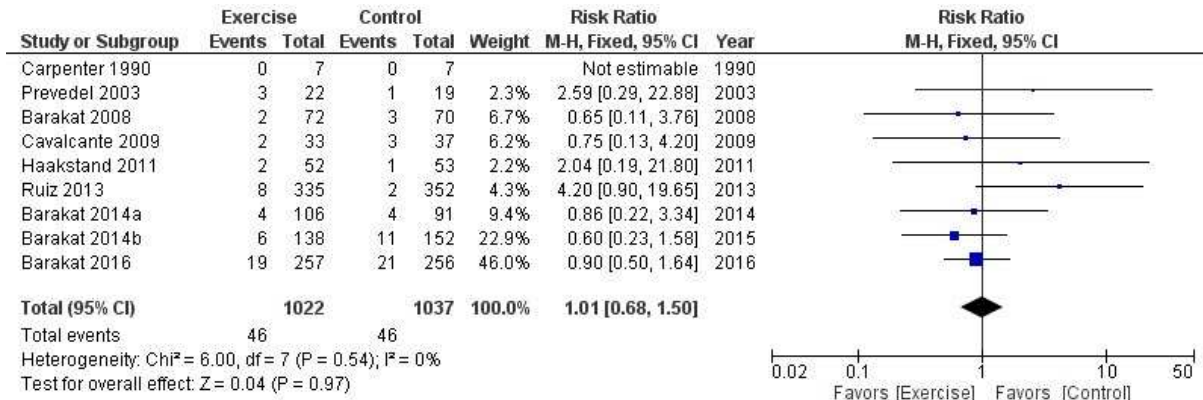 Exercise Control Risk Ratio Risk Ratio
Study or Subgroup Events Total Events Total Weight M-H, Fixed, 95% CI Year M-H, Fixed, 95% CI
Carpenter 1990 0 7 0 7 Not estimable 1990
Prevedel 2003 3 22 1 19 2.3% 2.59 [0.29, 22.88] 2003
Barakat 2008 2 72 3 70 6.7% 0.65 [0.11, 3.76] 2008
Cavalcante 2009 2 33 3 37 6.2% 0.75 [0.13, 4.20] 2009
Haakstand 2011 2 52 1 53 2.2% 2.04 [0.19, 21.80] 2011
Ruiz 2013 8 335 2 352 4.3% 4.20 [0.90, 19.65] 2013
Barakat 2014a 4 106 4 91 9.4% 0.86 [0.22, 3.34] 2014
Barakat 2014b 6 138 11 152 22.9% 0.60 [0.23, 1.58] 2015
Barakat 2016 19 257 21 256 46.0% 0.90 [0.50, 1.64] 2016
Total (95% CI) 1022 1037 100.0% 1.01 [0.68, 1.50]
Total events 46 46
Heterogeneity: Chi² = 6.00, df = 7 (P = 0.54); I² = 0%
Test for overall effect: Z = 0.04 (P = 0.97)
0.02 0.1 1 10 50
Favors [Exercise] Favors [Control]